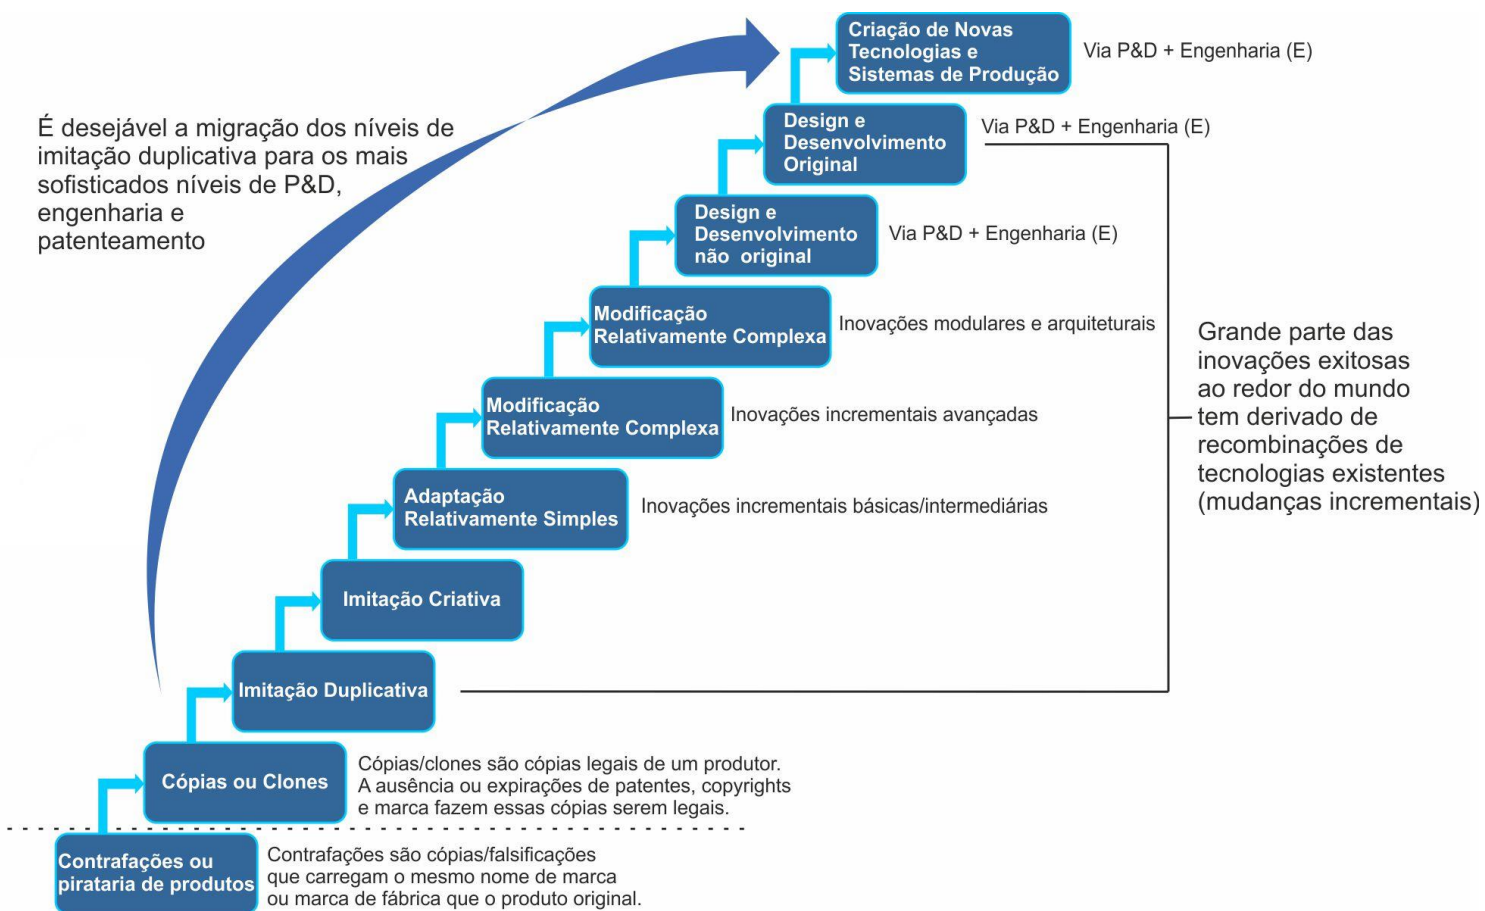 Criação de Novas
Tecnologias e
Sistemas de Produção
Via P&D + Engenharia (E)
É desejável a migração dos níveis de
imitação duplicativa para os mais
sofisticados níveis de P&D,
engenharia e
patenteamento
Design e
Desenvolvimento
Original
Via P&D + Engenharia (E)
Design e
Desenvolvimento
não original
Via P&D + Engenharia (E)
Modificação
Relativamente Complexa
Inovações modulares e arquiteturais
Grande parte das
inovações exitosas
ao redor do mundo
tem derivado de
recombinações de
tecnologias existentes
(mudanças incrementais)
Modificação
Relativamente Complexa
Inovações incrementais avançadas
Adaptação
Relativamente Simples
Inovações incrementais básicas/intermediárias
Imitação Criativa
Imitação Duplicativa
Cópias ou Clones
Cópias/clones são cópias legais de um produtor.
A ausência ou expirações de patentes, copyrights
e marca fazem essas cópias serem legais.
Contrafações ou
pirataria de produtos
Contrafações são cópias/falsificações
que carregam o mesmo nome de marca
ou marca de fábrica que o produto original.